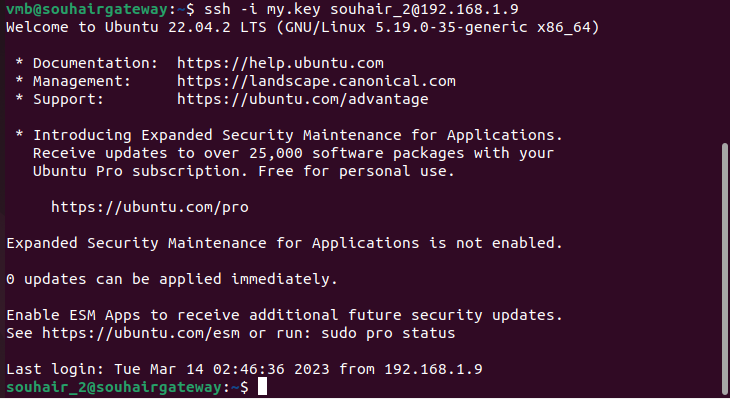 vmb@souhairgateway:~$ ssh -i my.key souhair_2@192.168.1.9
Welcome to Ubuntu 22.04.2 LTS (GNU/Linux 5.19.0-35-generic x86_64)
* Documentation:  https://help.ubuntu.com
* Management:     https://landscape.canonical.com
* Support:        https://ubuntu.com/advantage
* Introducing Expanded Security Maintenance for Applications.
Receive updates to over 25,000 software packages with your
Ubuntu Pro subscription. Free for personal use.
https://ubuntu.com/pro
Expanded Security Maintenance for Applications is not enabled.
0 updates can be applied immediately.
Enable ESM Apps to receive additional future security updates.
See https://ubuntu.com/esm or run: sudo pro status
Last login: Tue Mar 14 02:46:36 2023 from 192.168.1.9
souhair_2@souhairgateway:~$